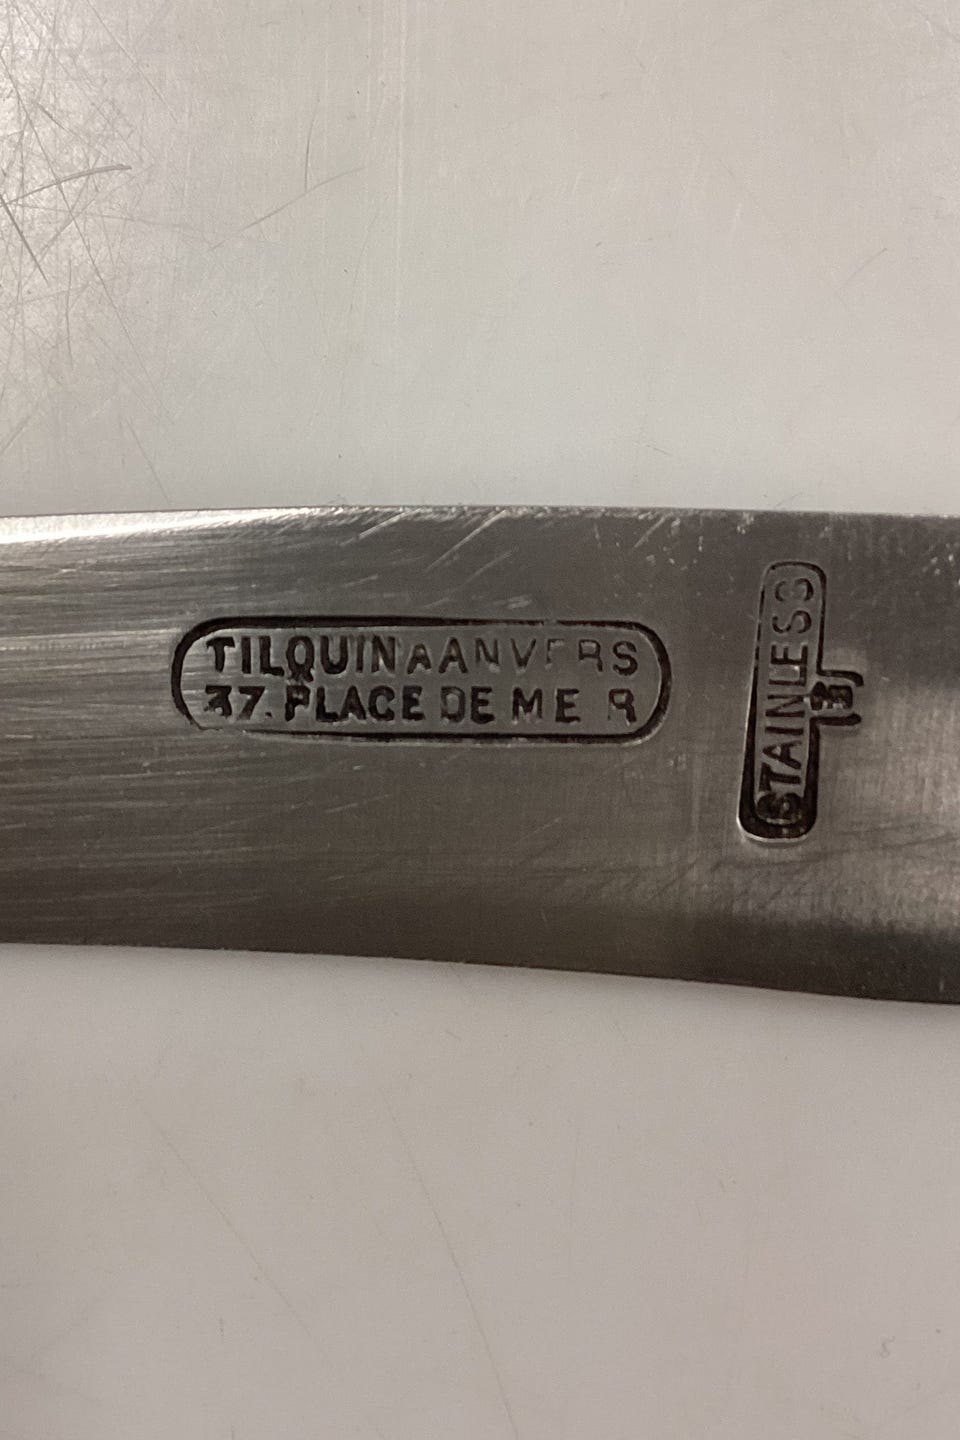 TILQUIN A ANVERS
37. PLACE DE MEIR
STAINLESS